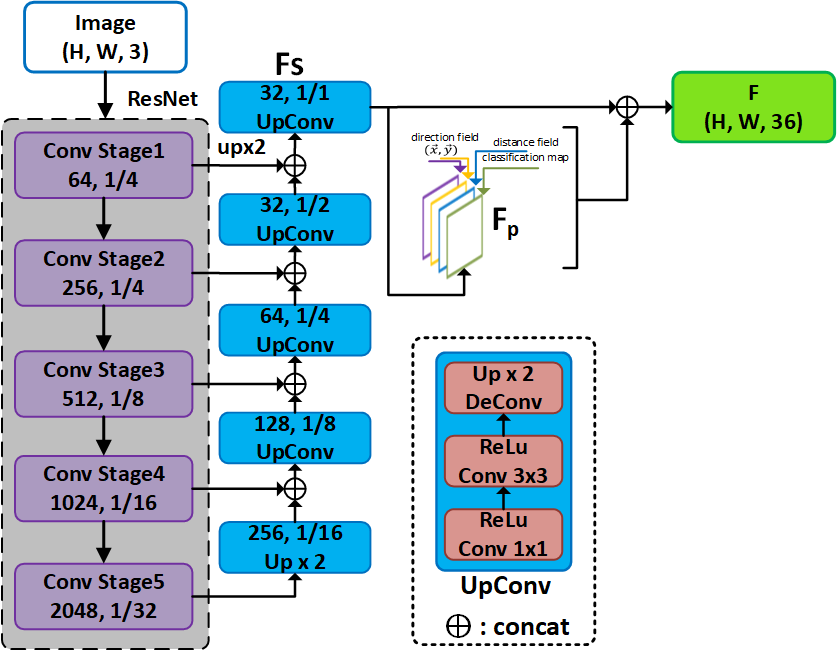 Image
(H, W, 3)
ResNet
Conv Stage1
64, 1/4
Conv Stage2
256, 1/4
Conv Stage3
512, 1/8
Conv Stage4
1024, 1/16
Conv Stage5
2048, 1/32
Fs
32, 1/1
UpConv
upx2
32, 1/2
UpConv
64, 1/4
UpConv
128, 1/8
UpConv
256, 1/16
Up x 2
direction field
(x⃗, y⃗)
distance field
classification map
Fp
F
(H, W, 36)
Up x 2
DeConv
ReLu
Conv 3x3
ReLu
Conv 1x1
UpConv
⊕ : concat